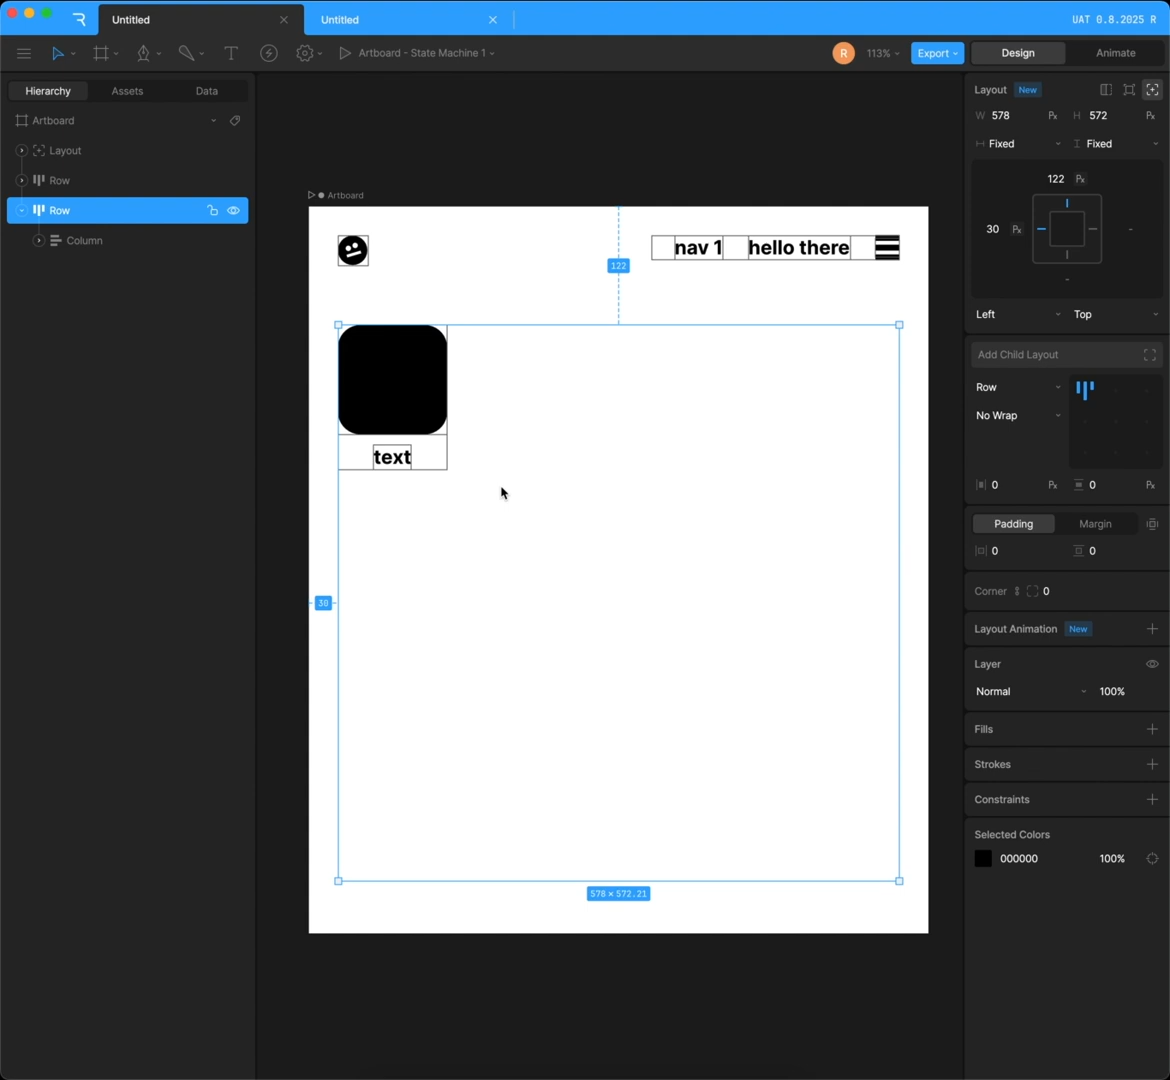 Untitled
Untitled
UAT 0.8.2025 R
Artboard - State Machine 1
R
113%
Export
Design
Animate
Hierarchy
Assets
Data
Artboard
Layout
Row
Row
Column
Artboard
122
nav 1
hello there
text
30
578 × 572.21
Layout
New
W 578 Px
H 572 Px
Fixed
Fixed
122 Px
30 Px
-
-
Left
Top
Add Child Layout
Row
No Wrap
0 Px
0 Px
Padding
Margin
0
0
Corner
0
Layout Animation
New
Layer
Normal
100%
Fills
Strokes
Constraints
Selected Colors
000000
100%